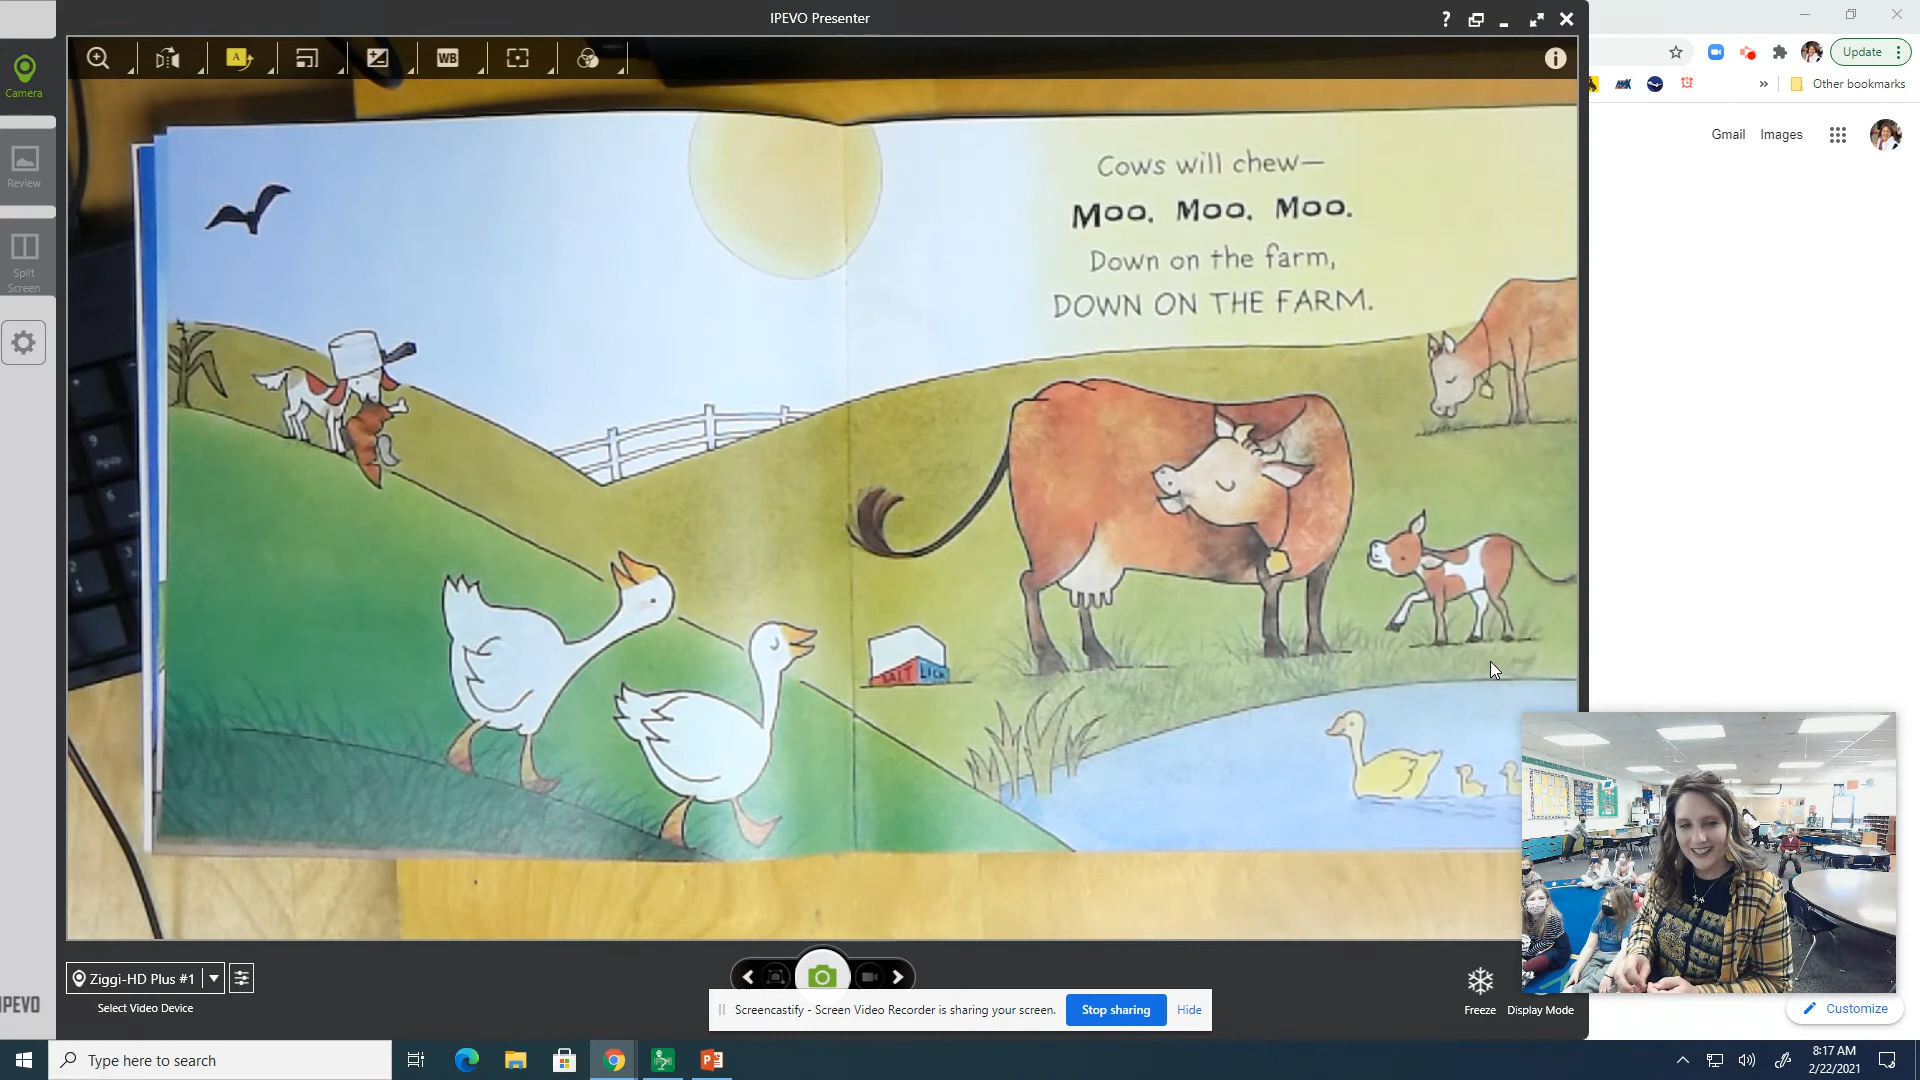 IPEVO Presenter
?
A
WB
Camera
Review
Split
Screen
Update
Other bookmarks
Gmail
Images
Cows will chew—
Moo. Moo. Moo.
Down on the farm,
DOWN ON THE FARM.
SALT LICK
Ziggi-HD Plus #1
Select Video Device
IPEVO
Freeze
Display Mode
Screencastify - Screen Video Recorder is sharing your screen.
Stop sharing
Hide
Customize
Type here to search
8:17 AM
2/22/2021